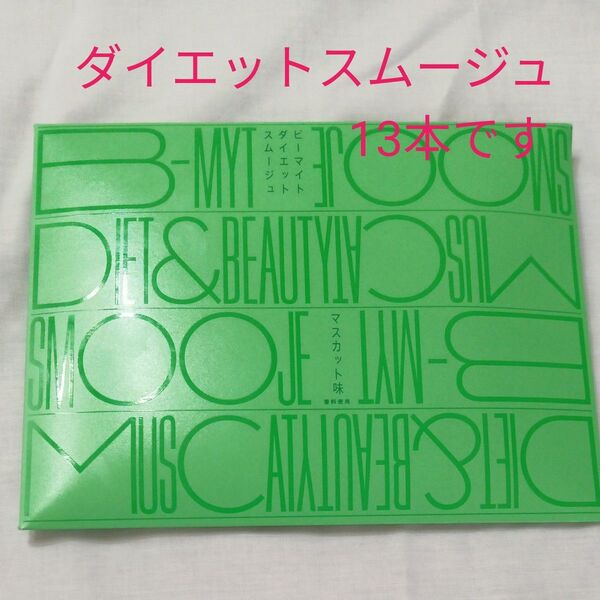 ダイエットスムージュ
13本です
B-MYT
ビーマイト
ダイエット
スムージュ
SMOOJE
DIET&BEAUTY
MUSCAT
SMOOJE
マスカット味
香料使用
B-MYT
MUSCAT
DIET&BEAUTY